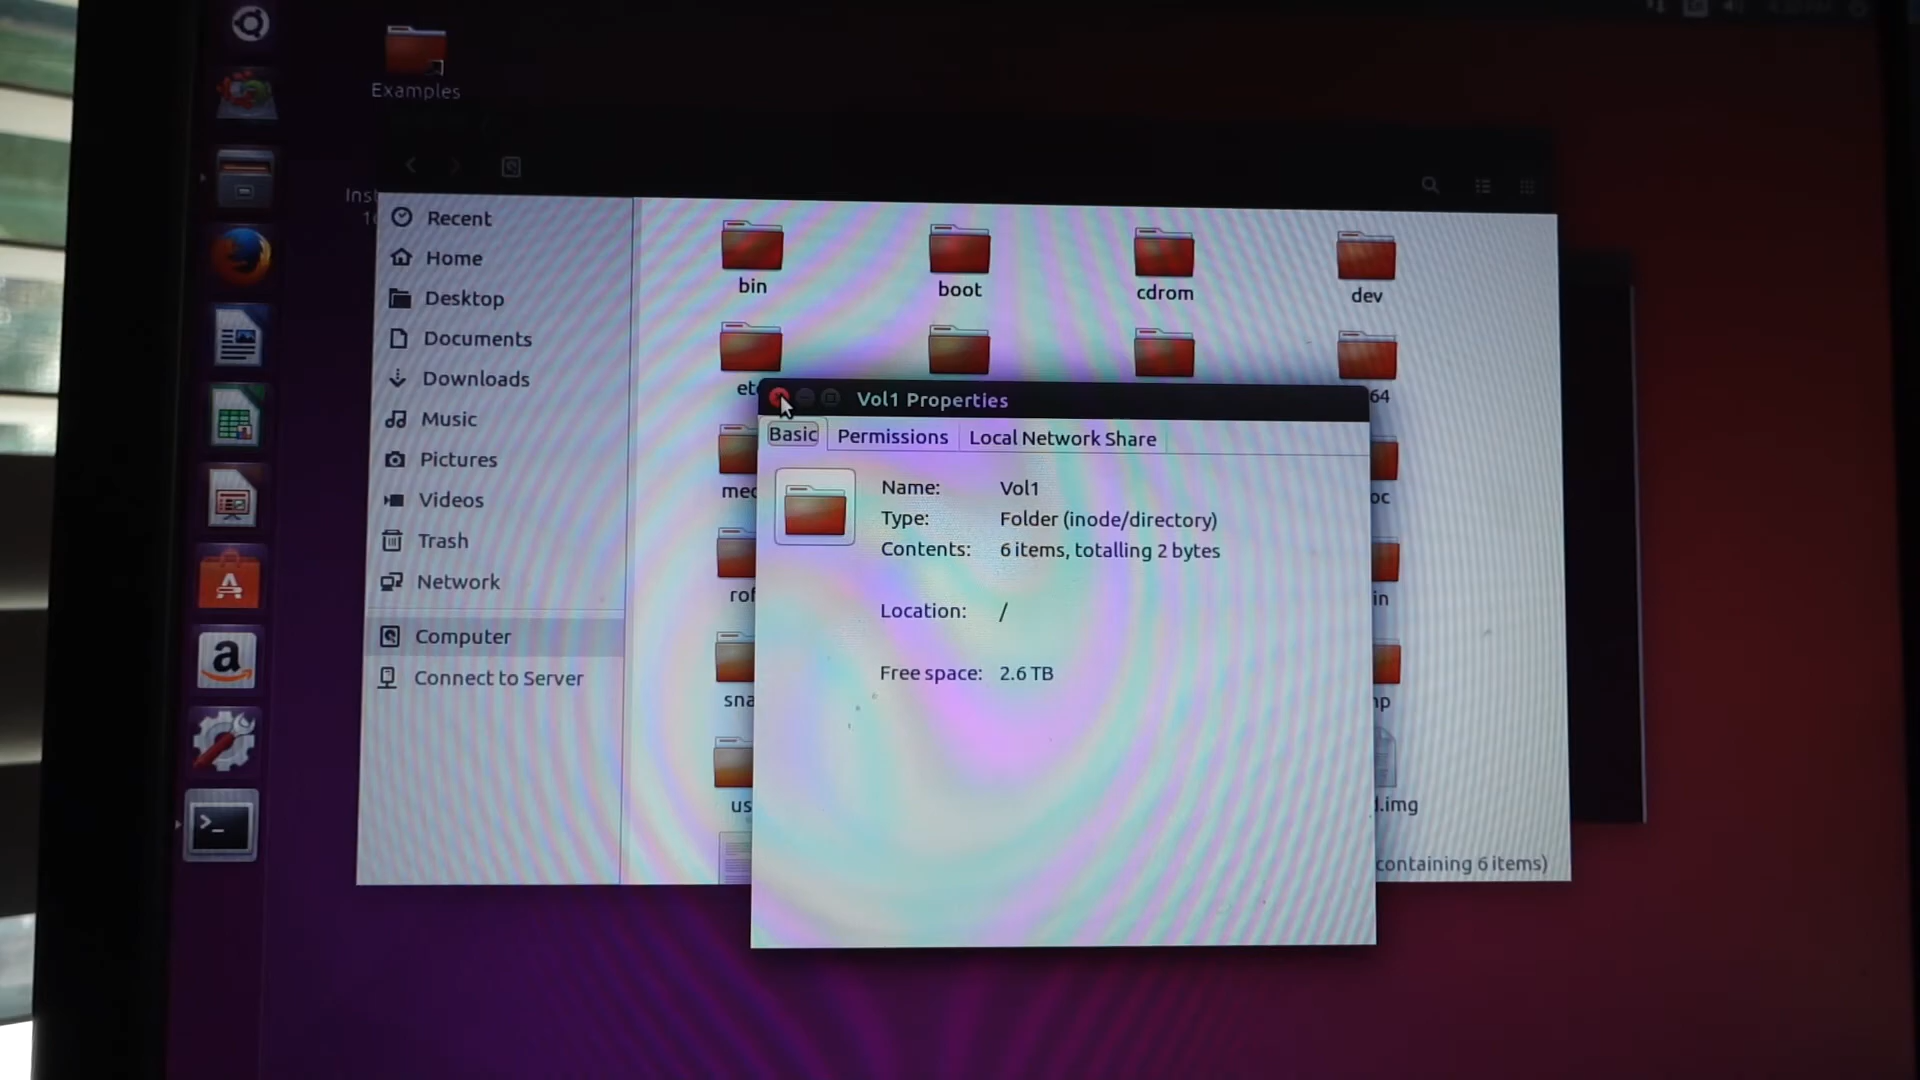 Examples
Inst
Recent
Home
Desktop
Documents
Downloads
Music
Pictures
Videos
Trash
Network
Computer
Connect to Server
bin
boot
cdrom
dev
et
64
Vol1 Properties
Basic
Permissions
Local Network Share
Name: Vol1
Type: Folder (inode/directory)
Contents: 6 items, totalling 2 bytes
Location: /
Free space: 2.6 TB
med
oc
in
sna
us
d.img
containing 6 items)
a
>_